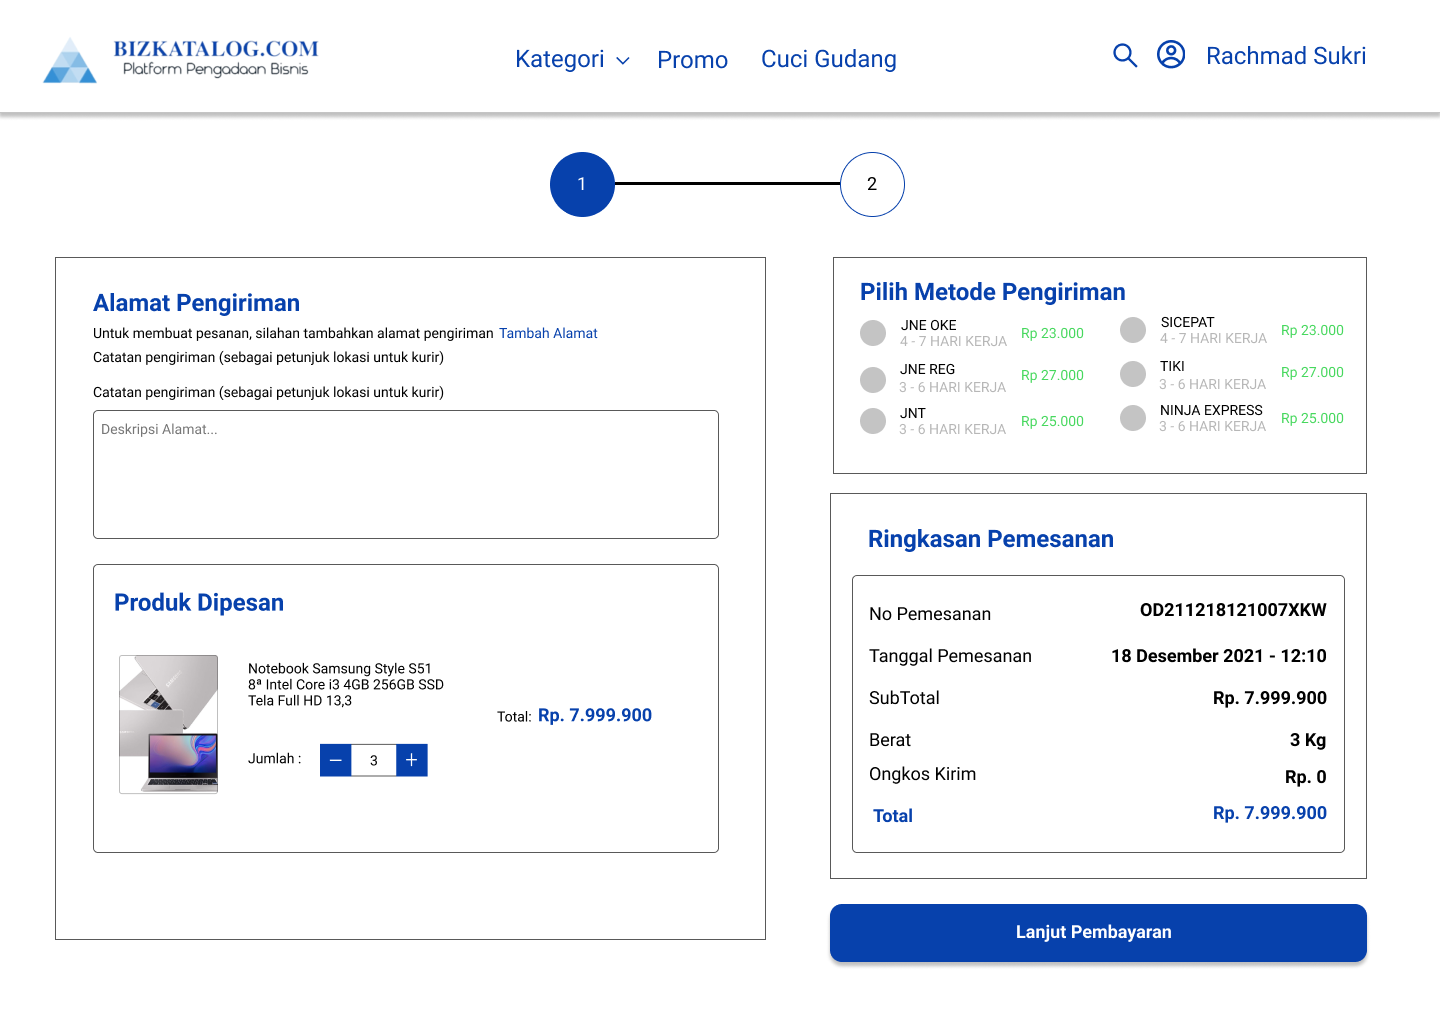 BIZKATALOG.COM
Platform Pengadaan Bisnis
Kategori
Promo
Cuci Gudang
Rachmad Sukri
1
2
Alamat Pengiriman
Untuk membuat pesanan, silahan tambahkan alamat pengiriman Tambah Alamat
Catatan pengiriman (sebagai petunjuk lokasi untuk kurir)
Catatan pengiriman (sebagai petunjuk lokasi untuk kurir)
Deskripsi Alamat...
Produk Dipesan
Notebook Samsung Style S51
8ª Intel Core i3 4GB 256GB SSD
Tela Full HD 13,3
Total: Rp. 7.999.900
Jumlah : − 3 +
Pilih Metode Pengiriman
JNE OKE
4 - 7 HARI KERJA
Rp 23.000
JNE REG
3 - 6 HARI KERJA
Rp 27.000
JNT
3 - 6 HARI KERJA
Rp 25.000
SICEPAT
4 - 7 HARI KERJA
Rp 23.000
TIKI
3 - 6 HARI KERJA
Rp 27.000
NINJA EXPRESS
3 - 6 HARI KERJA
Rp 25.000
Ringkasan Pemesanan
No Pemesanan OD211218121007XKW
Tanggal Pemesanan 18 Desember 2021 - 12:10
SubTotal Rp. 7.999.900
Berat 3 Kg
Ongkos Kirim Rp. 0
Total Rp. 7.999.900
Lanjut Pembayaran